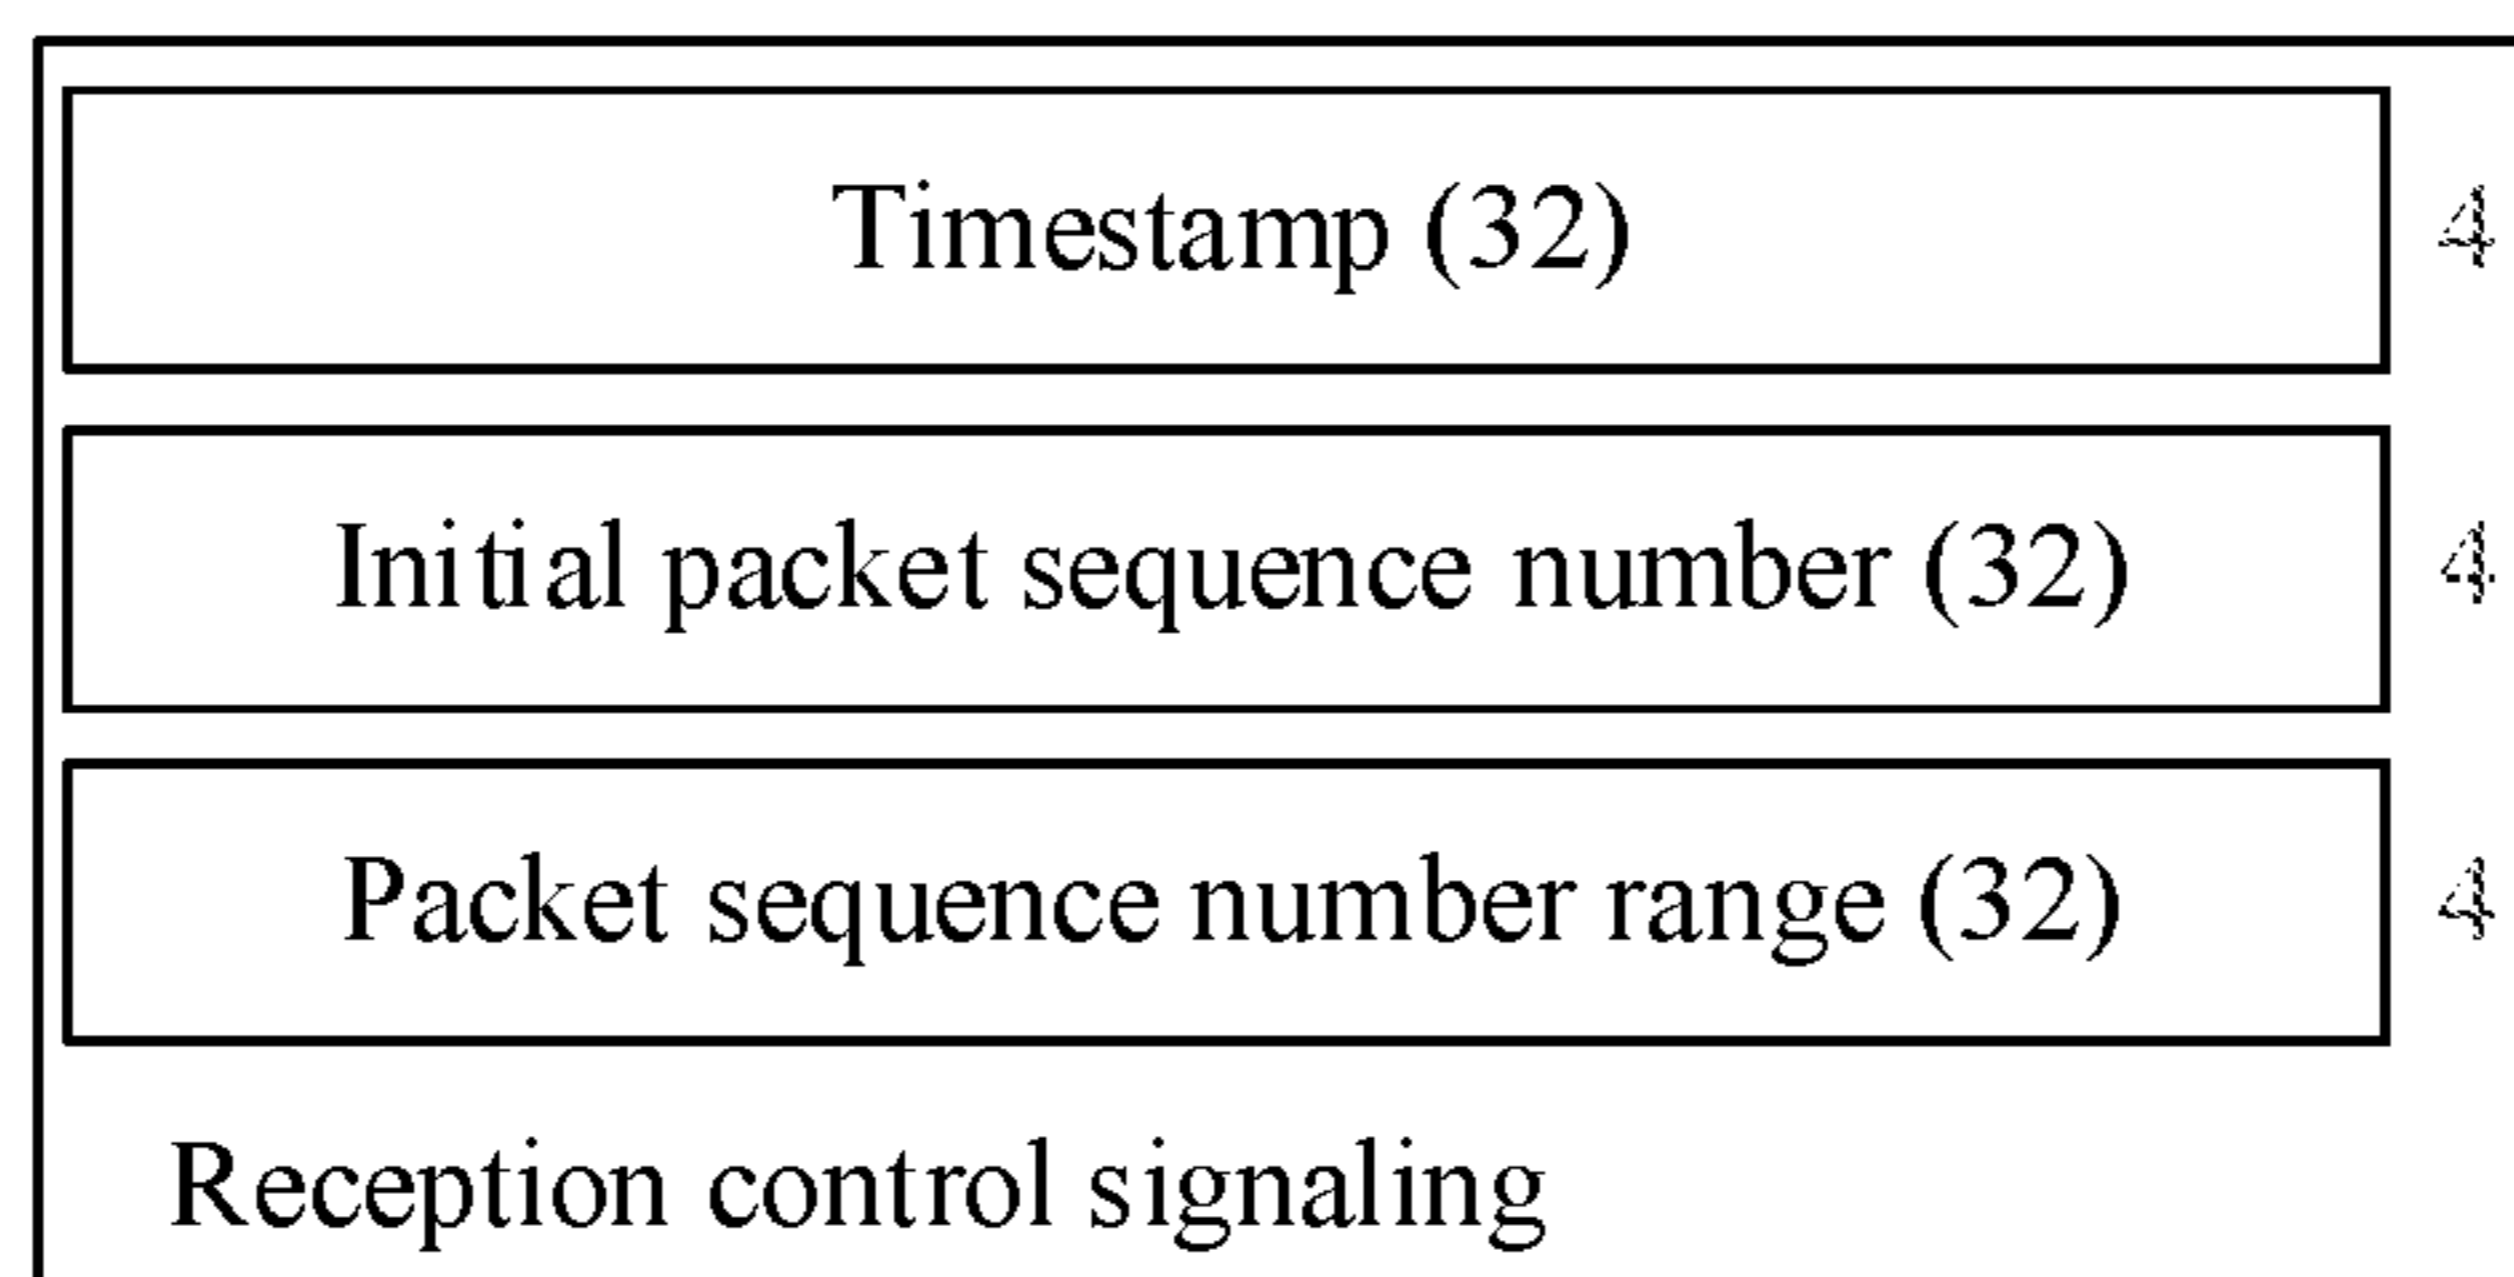 Timestamp (32) 4
Initial packet sequence number (32) 4
Packet sequence number range (32) 4
Reception control signaling